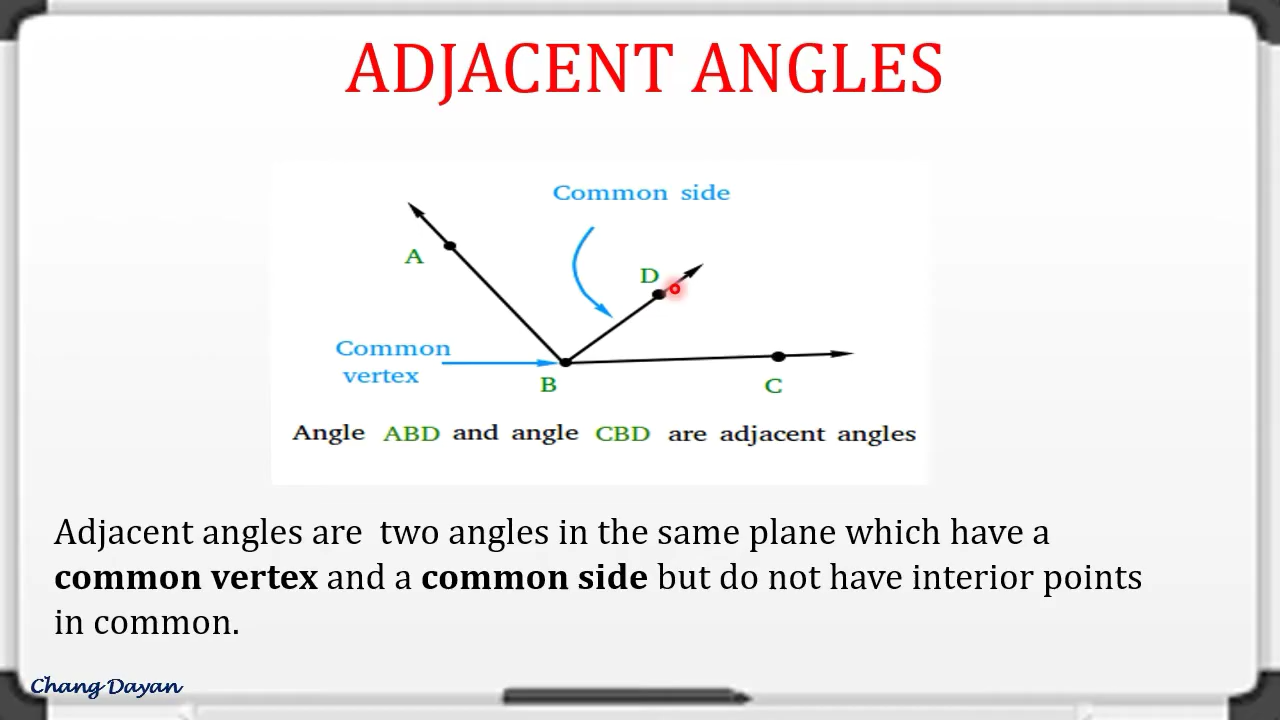 ADJACENT ANGLES
Common side
A
D
Common
vertex
B
C
Angle ABD and angle CBD are adjacent angles
Adjacent angles are two angles in the same plane which have a
common vertex and a common side but do not have interior points
in common.
Chang Dayan